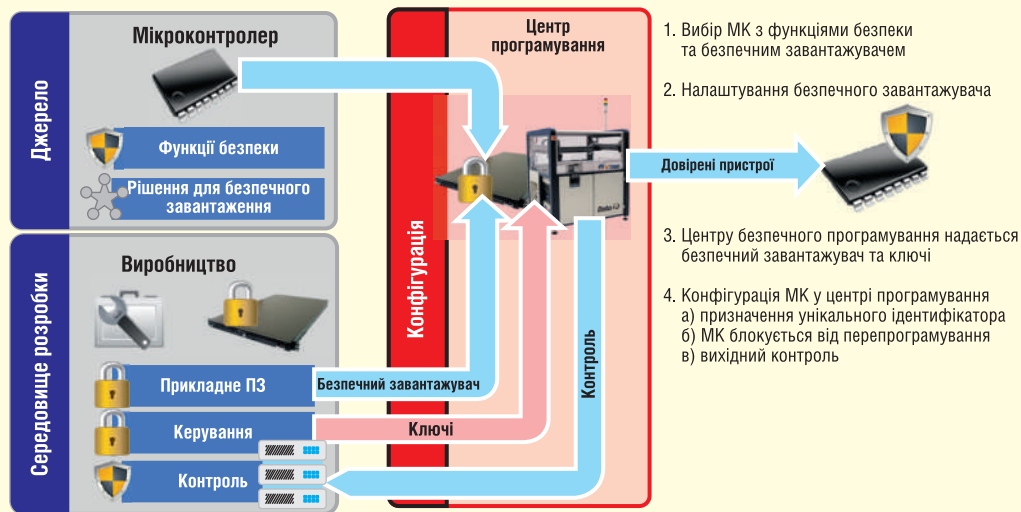 Джерело
Мікроконтролер
Функції безпеки
Рішення для безпечного
завантаження
Середовище розробки
Виробництво
Прикладне ПЗ
Керування
Контроль
Безпечний завантажувач
Ключі
Конфігурація
Центр
програмування
Контроль
Довірені пристрої
1. Вибір МК з функціями безпеки
та безпечним завантажувачем
2. Налаштування безпечного завантажувача
3. Центру безпечного програмування надається
безпечний завантажувач та ключі
4. Конфігурація МК у центрі програмування
а) призначення унікального ідентифікатора
б) МК блокується від перепрограмування
в) вихідний контроль